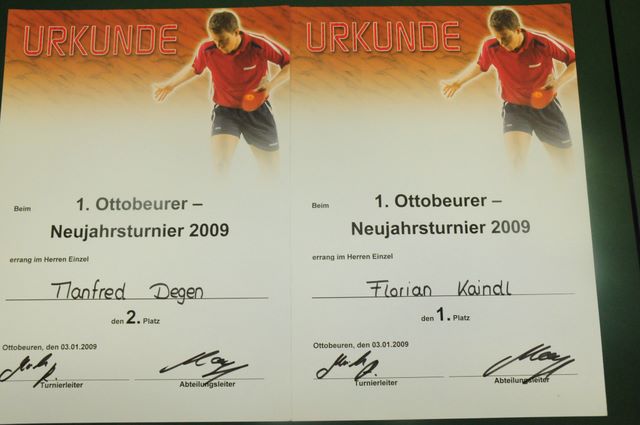 URKUNDE
Beim 1. Ottobeurer –
Neujahrsturnier 2009
errang im Herren Einzel
Manfred Degen
den 2. Platz
Ottobeuren, den 03.01.2009
Turnierleiter Abteilungsleiter
URKUNDE
Beim 1. Ottobeurer –
Neujahrsturnier 2009
errang im Herren Einzel
Florian Kaindl
den 1. Platz
Ottobeuren, den 03.01.2009
Turnierleiter Abteilungsleiter